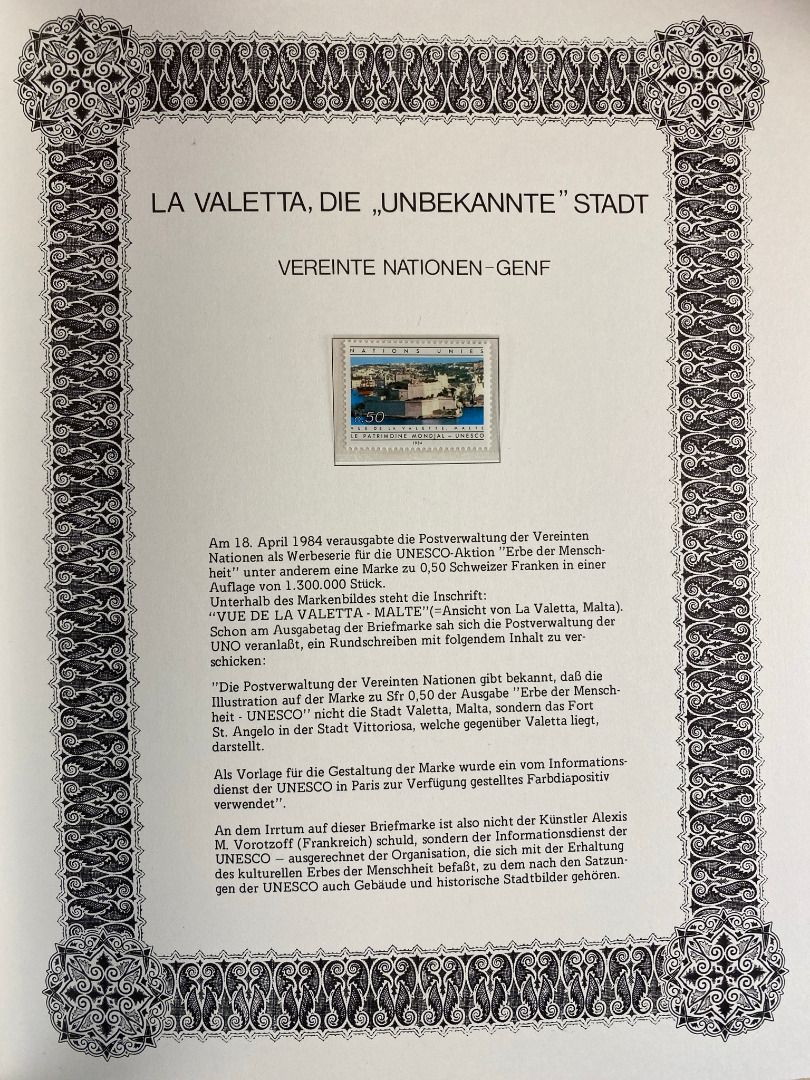 LA VALETTA, DIE „UNBEKANNTE” STADT
VEREINTE NATIONEN - GENF
NATIONS UNIES
.50
VUE DE LA VALETTE, MALTE
LE PATRIMOINE MONDIAL - UNESCO
1984
Am 18. April 1984 verausgabte die Postverwaltung der Vereinten
Nationen als Werbeserie für die UNESCO-Aktion "Erbe der Mensch-
heit" unter anderem eine Marke zu 0,50 Schweizer Franken in einer
Auflage von 1.300.000 Stück.
Unterhalb des Markenbildes steht die Inschrift:
"VUE DE LA VALETTA - MALTE"(=Ansicht von La Valetta, Malta).
Schon am Ausgabetag der Briefmarke sah sich die Postverwaltung der
UNO veranlaßt, ein Rundschreiben mit folgendem Inhalt zu ver-
schicken:
"Die Postverwaltung der Vereinten Nationen gibt bekannt, daß die
Illustration auf der Marke zu Sfr 0,50 der Ausgabe "Erbe der Mensch-
heit - UNESCO" nicht die Stadt Valetta, Malta, sondern das Fort
St. Angelo in der Stadt Vittoriosa, welche gegenüber Valetta liegt,
darstellt.
Als Vorlage für die Gestaltung der Marke wurde ein vom Informations-
dienst der UNESCO in Paris zur Verfügung gestelltes Farbdiapositiv
verwendet".
An dem Irrtum auf dieser Briefmarke ist also nicht der Künstler Alexis
M. Vorotzoff (Frankreich) schuld, sondern der Informationsdienst der
UNESCO – ausgerechnet der Organisation, die sich mit der Erhaltung
des kulturellen Erbes der Menschheit befaßt, zu dem nach den Satzun-
gen der UNESCO auch Gebäude und historische Stadtbilder gehören.